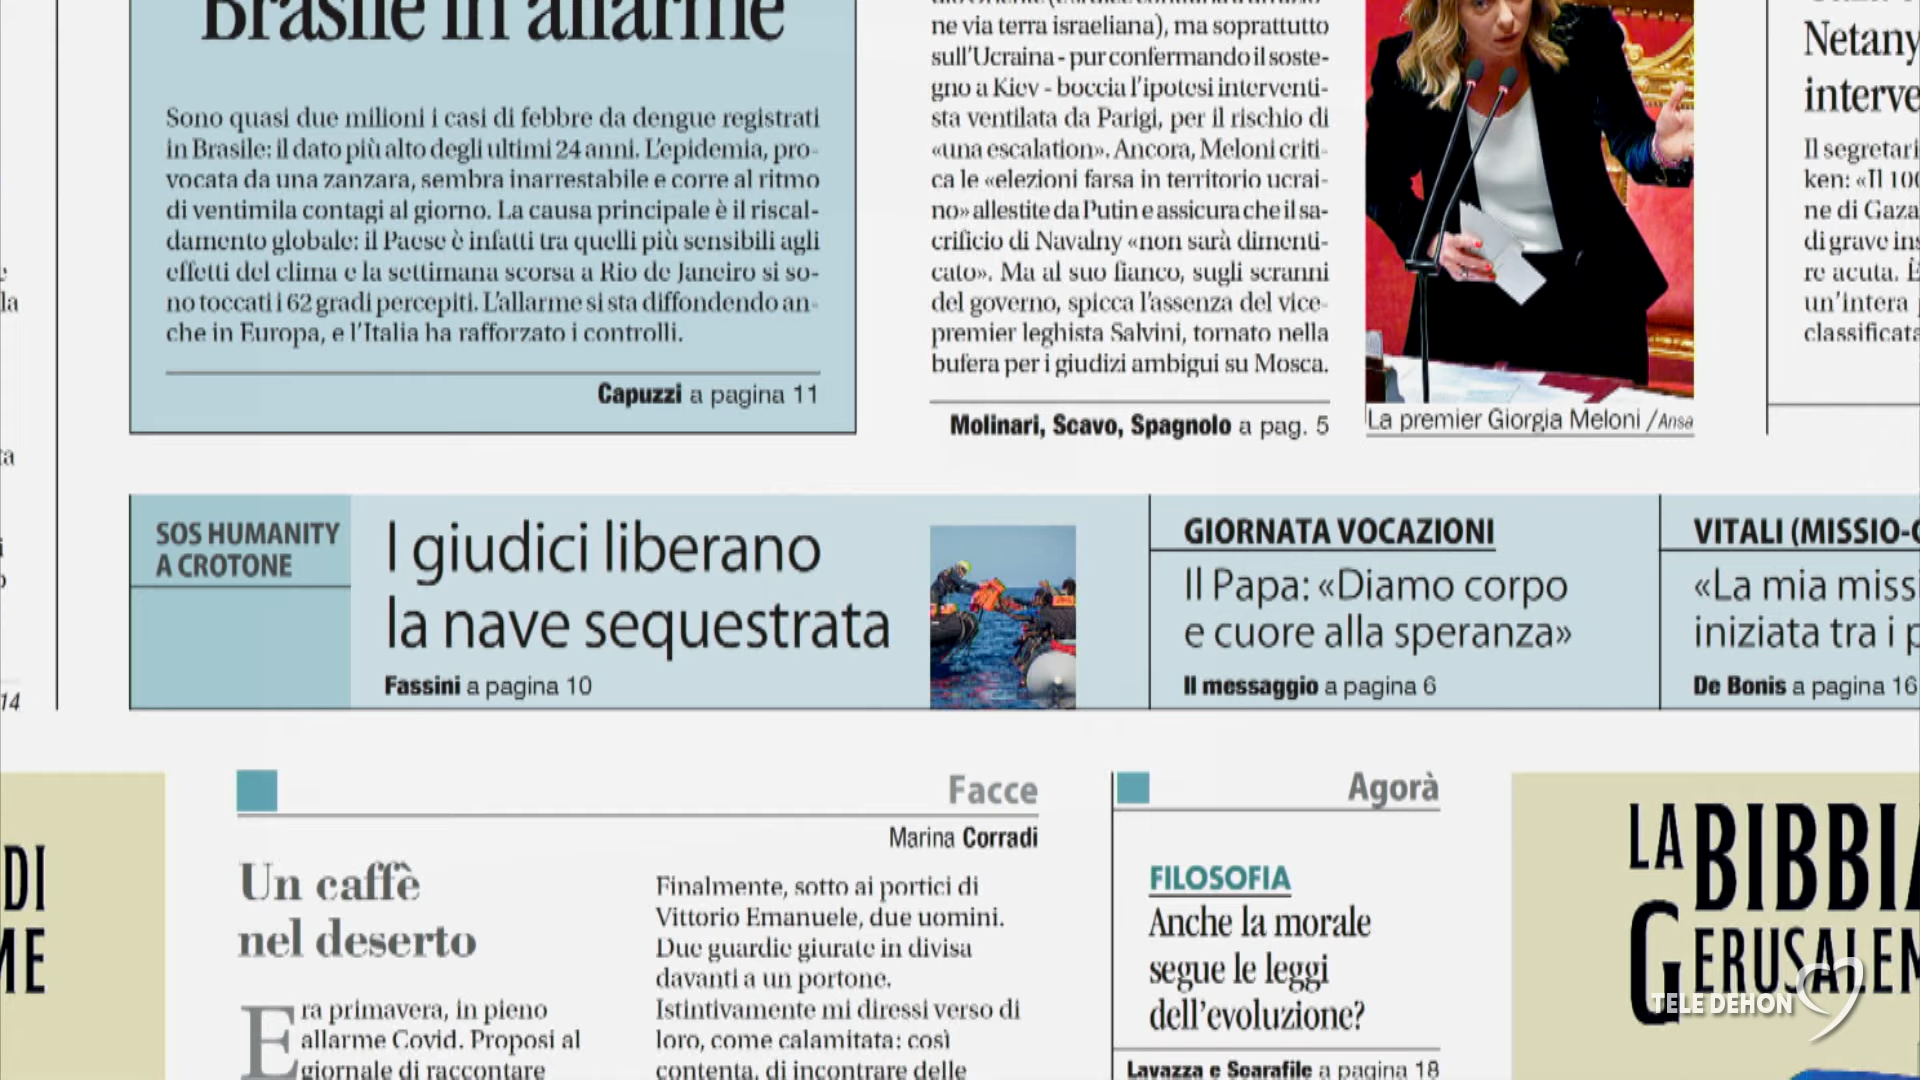 Brasile in allarme
Sono quasi due milioni i casi di febbre da dengue registrati
in Brasile: il dato più alto degli ultimi 24 anni. L'epidemia, pro-
vocata da una zanzara, sembra inarrestabile e corre al ritmo
di ventimila contagi al giorno. La causa principale è il riscal-
damento globale: il Paese è infatti tra quelli più sensibili agli
effetti del clima e la settimana scorsa a Rio de Janeiro si so-
no toccati i 62 gradi percepiti. L'allarme si sta diffondendo an-
che in Europa, e l'Italia ha rafforzato i controlli.
Capuzzi a pagina 11
ne via terra israeliana), ma soprattutto
sull'Ucraina - pur confermando il soste-
gno a Kiev - boccia l'ipotesi interventi-
sta ventilata da Parigi, per il rischio di
«una escalation». Ancora, Meloni criti-
ca le «elezioni farsa in territorio ucrai-
no» allestite da Putin e assicura che il sa-
crificio di Navalny «non sarà dimenti-
cato». Ma al suo fianco, sugli scranni
del governo, spicca l'assenza del vice-
premier leghista Salvini, tornato nella
bufera per i giudizi ambigui su Mosca.
Molinari, Scavo, Spagnolo a pag. 5
La premier Giorgia Meloni /Ansa
Netany
interve
Il segretari
ken: «Il 100
ne di Gaza
di grave ins
re acuta. È
un'intera
classificata
la
ta
14
SOS HUMANITY
A CROTONE
I giudici liberano
la nave sequestrata
Fassini a pagina 10
GIORNATA VOCAZIONI
Il Papa: «Diamo corpo
e cuore alla speranza»
Il messaggio a pagina 6
VITALI (MISSIO-
«La mia miss
iniziata tra i p
De Bonis a pagina 16
DI
ME
Facce
Marina Corradi
Un caffè
nel deserto
Era primavera, in pieno
allarme Covid. Proposi al
giornale di raccontare
Finalmente, sotto ai portici di
Vittorio Emanuele, due uomini.
Due guardie giurate in divisa
davanti a un portone.
Istintivamente mi diressi verso di
loro, come calamitata: così
contenta, di incontrare delle
Agorà
FILOSOFIA
Anche la morale
segue le leggi
dell'evoluzione?
Lavazza e Scarafile a pagina 18
LA BIBBIA
GERUSALEM
TELE DEHON